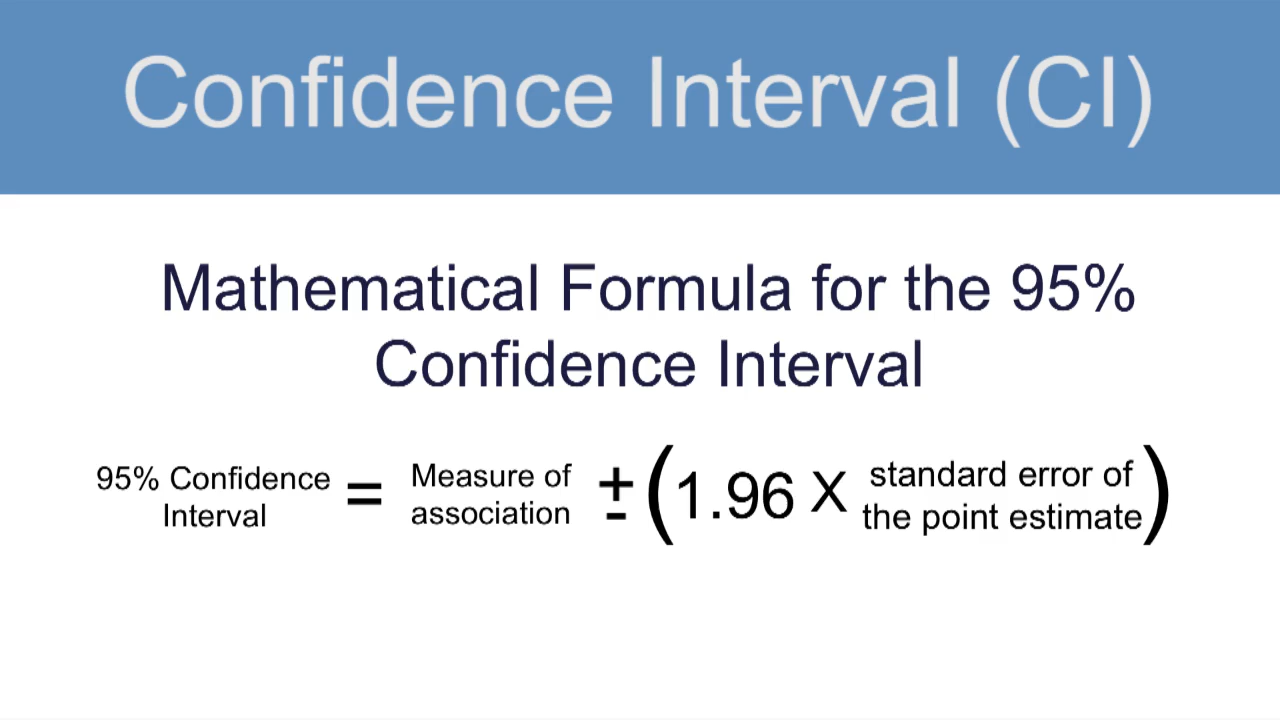 Confidence Interval (CI)
Mathematical Formula for the 95%
Confidence Interval
95% Confidence
Interval
=
Measure of
association
± (1.96 X
standard error of
the point estimate)